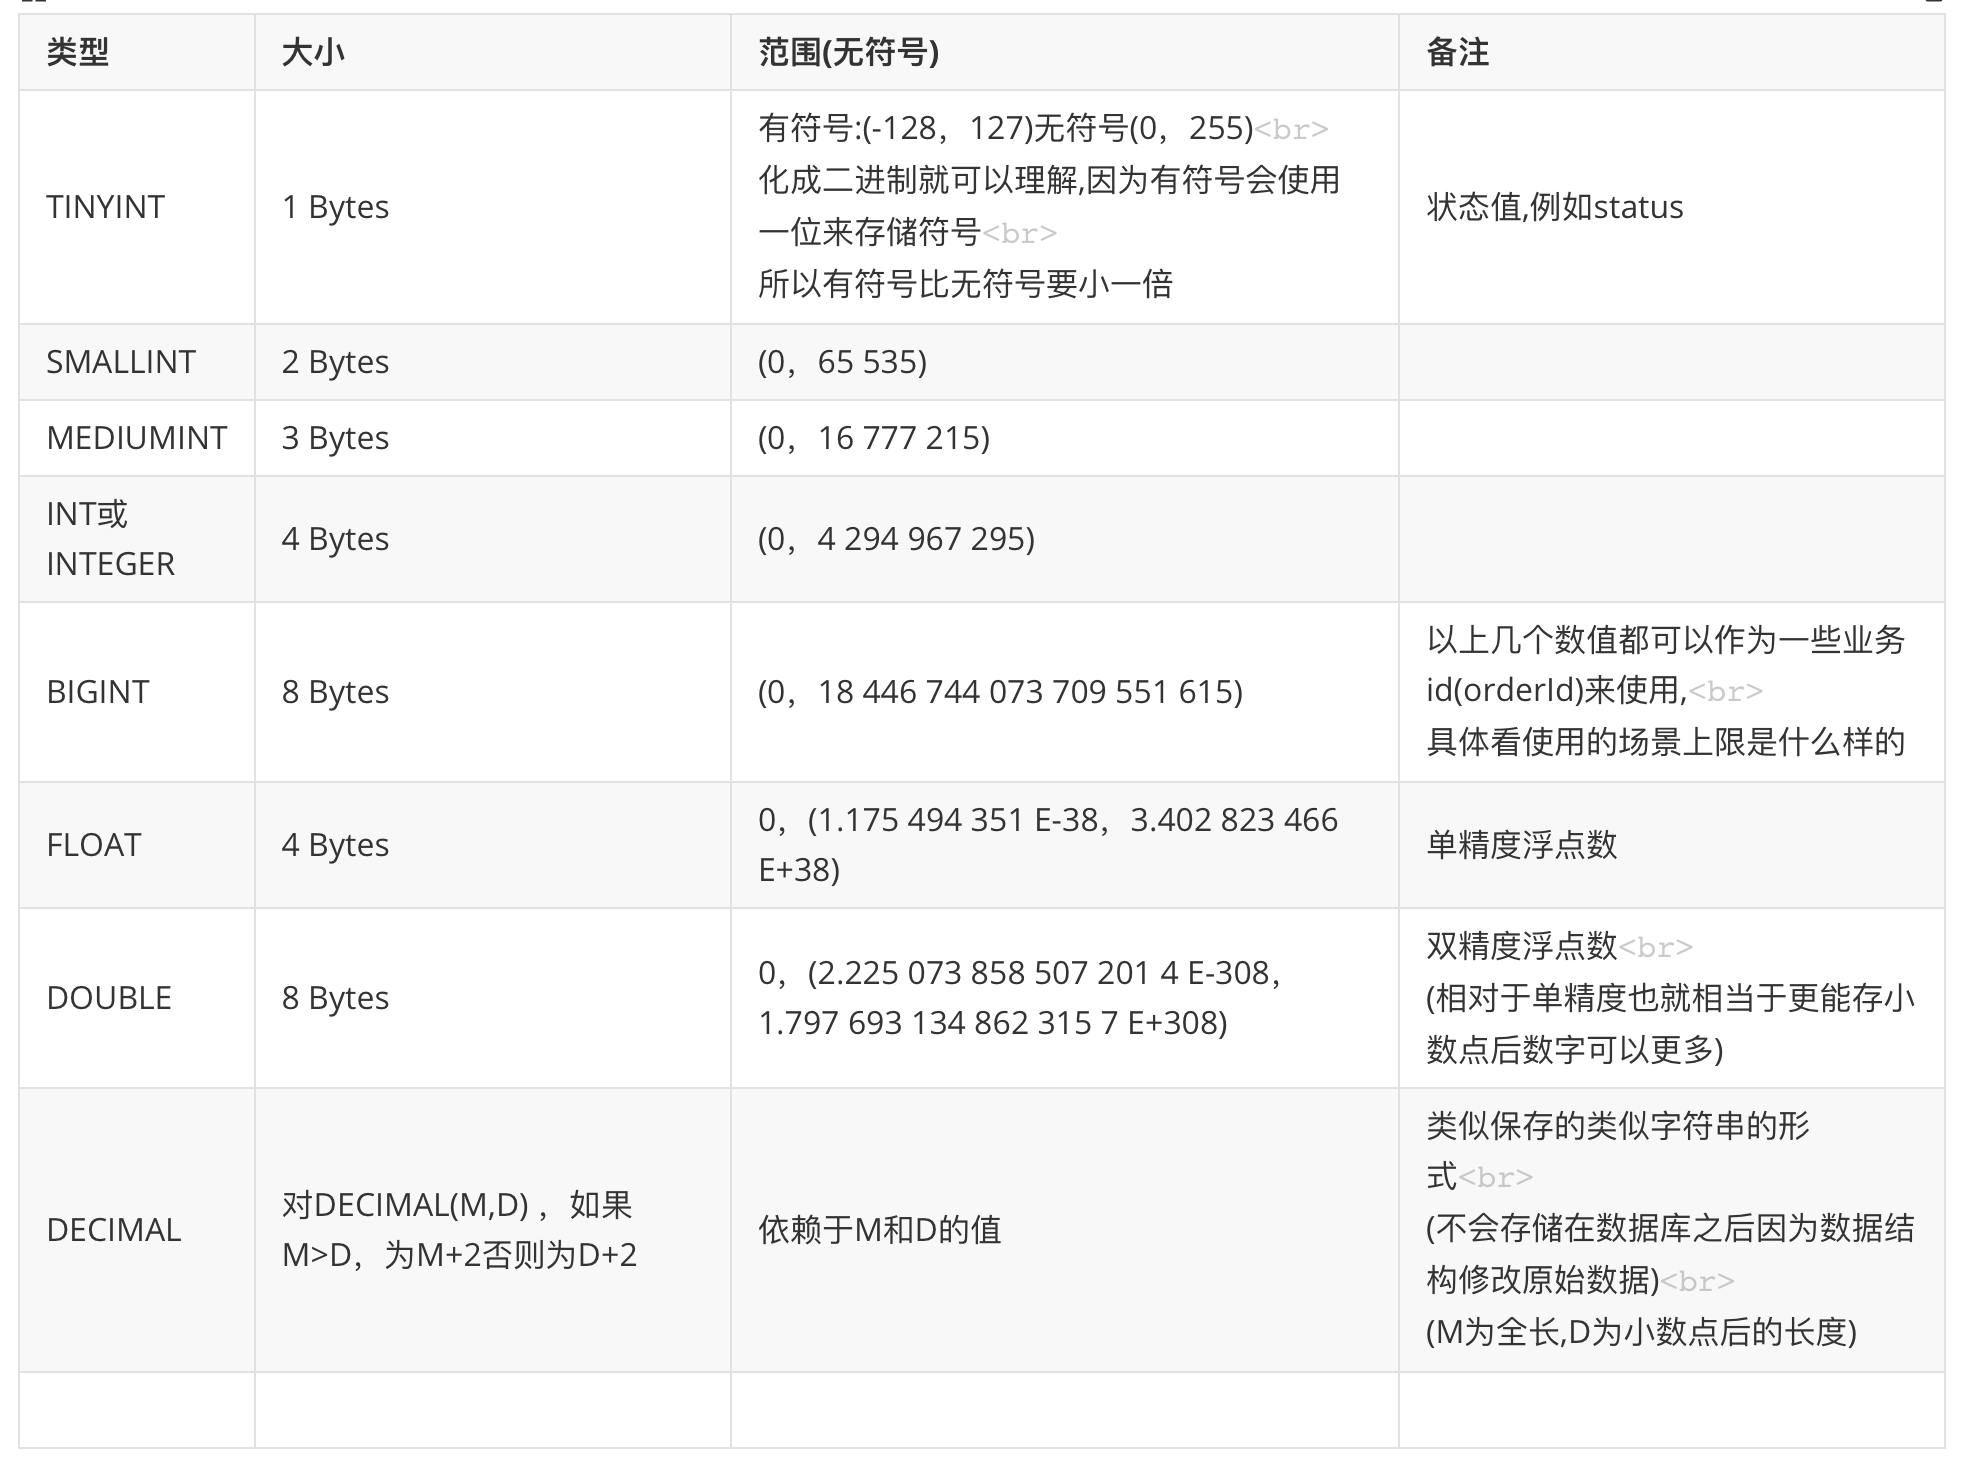 类型
大小
范围(无符号)
备注
TINYINT
1 Bytes
有符号:(-128，127)无符号(0，255)<br>
化成二进制就可以理解,因为有符号会使用
一位来存储符号<br>
所以有符号比无符号要小一倍
状态值,例如status
SMALLINT
2 Bytes
(0，65 535)
MEDIUMINT
3 Bytes
(0，16 777 215)
INT或
INTEGER
4 Bytes
(0，4 294 967 295)
BIGINT
8 Bytes
(0，18 446 744 073 709 551 615)
以上几个数值都可以作为一些业务
id(orderId)来使用,<br>
具体看使用的场景上限是什么样的
FLOAT
4 Bytes
0，(1.175 494 351 E-38，3.402 823 466
E+38)
单精度浮点数
DOUBLE
8 Bytes
0，(2.225 073 858 507 201 4 E-308，
1.797 693 134 862 315 7 E+308)
双精度浮点数<br>
(相对于单精度也就相当于更能存小
数点后数字可以更多)
DECIMAL
对DECIMAL(M,D) ，如果
M>D，为M+2否则为D+2
依赖于M和D的值
类似保存的类似字符串的形
式<br>
(不会存储在数据库之后因为数据结
构修改原始数据)<br>
(M为全长,D为小数点后的长度)